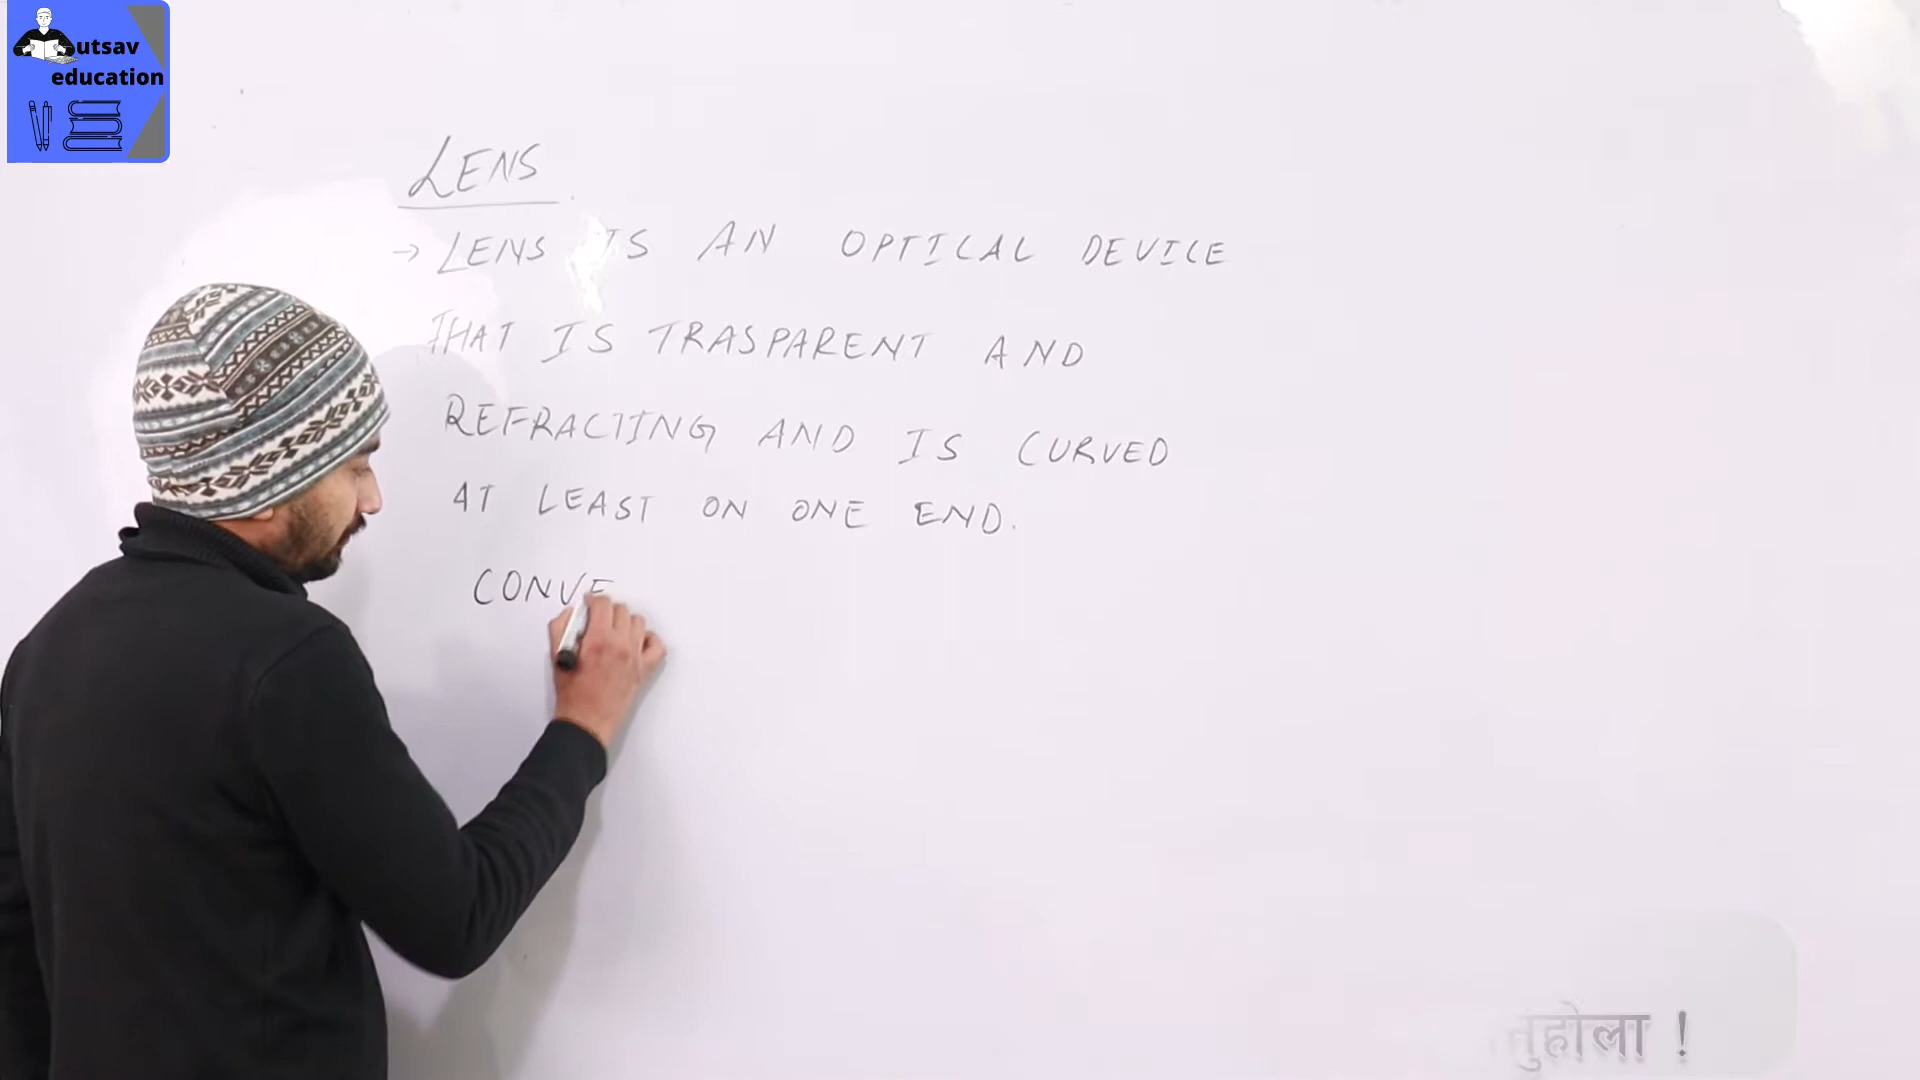 utsav
education
LENS
→ LENS IS AN OPTICAL DEVICE
THAT IS TRASPARENT AND
REFRACTING AND IS CURVED
AT LEAST ON ONE END.
CONVE
तुहोला !